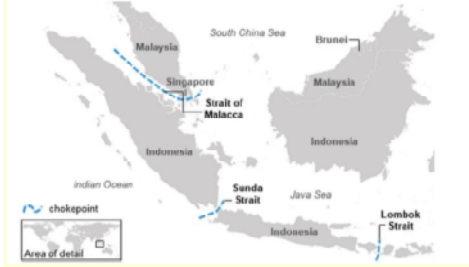 South China Sea
Malaysia
Brunei
Singapore
Malaysia
Strait of
Malacca
Indonesia
Indonesia
Indian Ocean
Sunda
Strait
Java Sea
chokepoint
Lombok
Strait
Indonesia
Area of detail